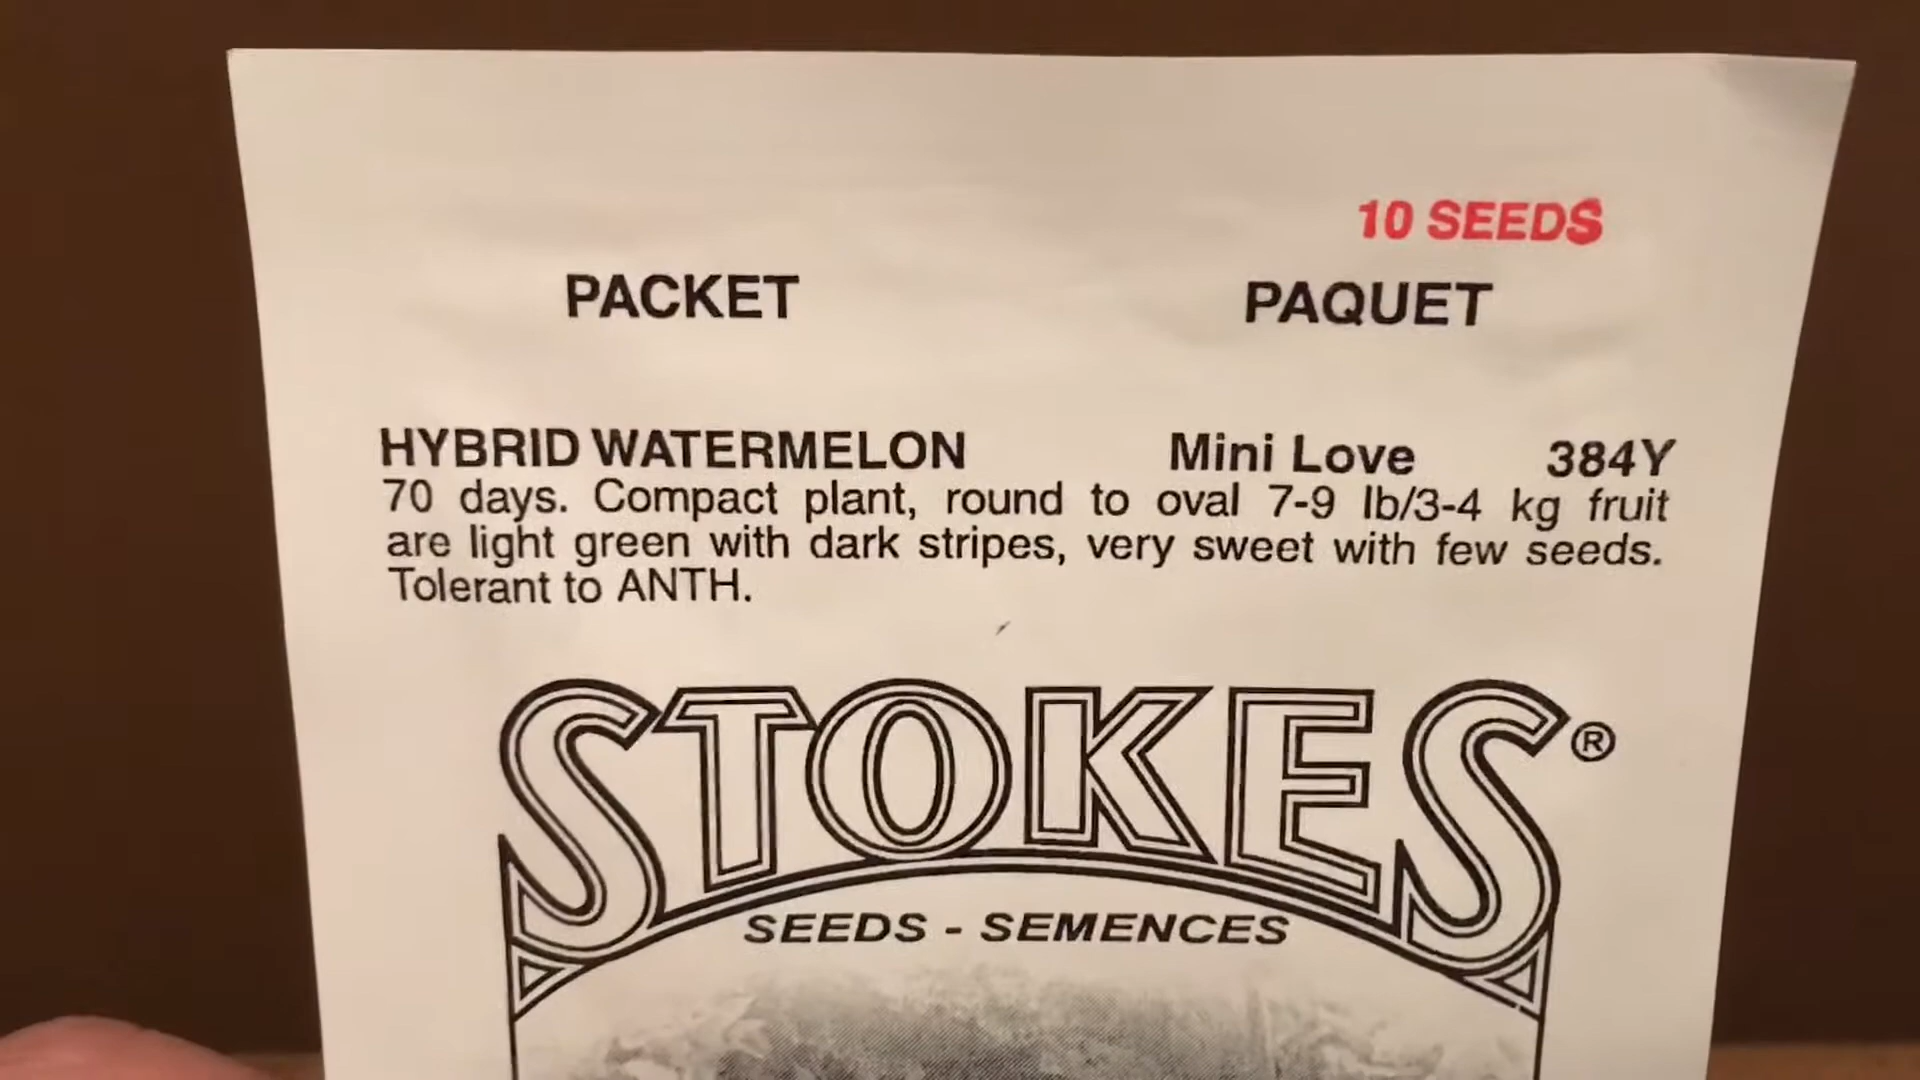 10 SEEDS
PACKET PAQUET
HYBRID WATERMELON Mini Love 384Y
70 days. Compact plant, round to oval 7-9 lb/3-4 kg fruit
are light green with dark stripes, very sweet with few seeds.
Tolerant to ANTH.
STOKES®
SEEDS - SEMENCES